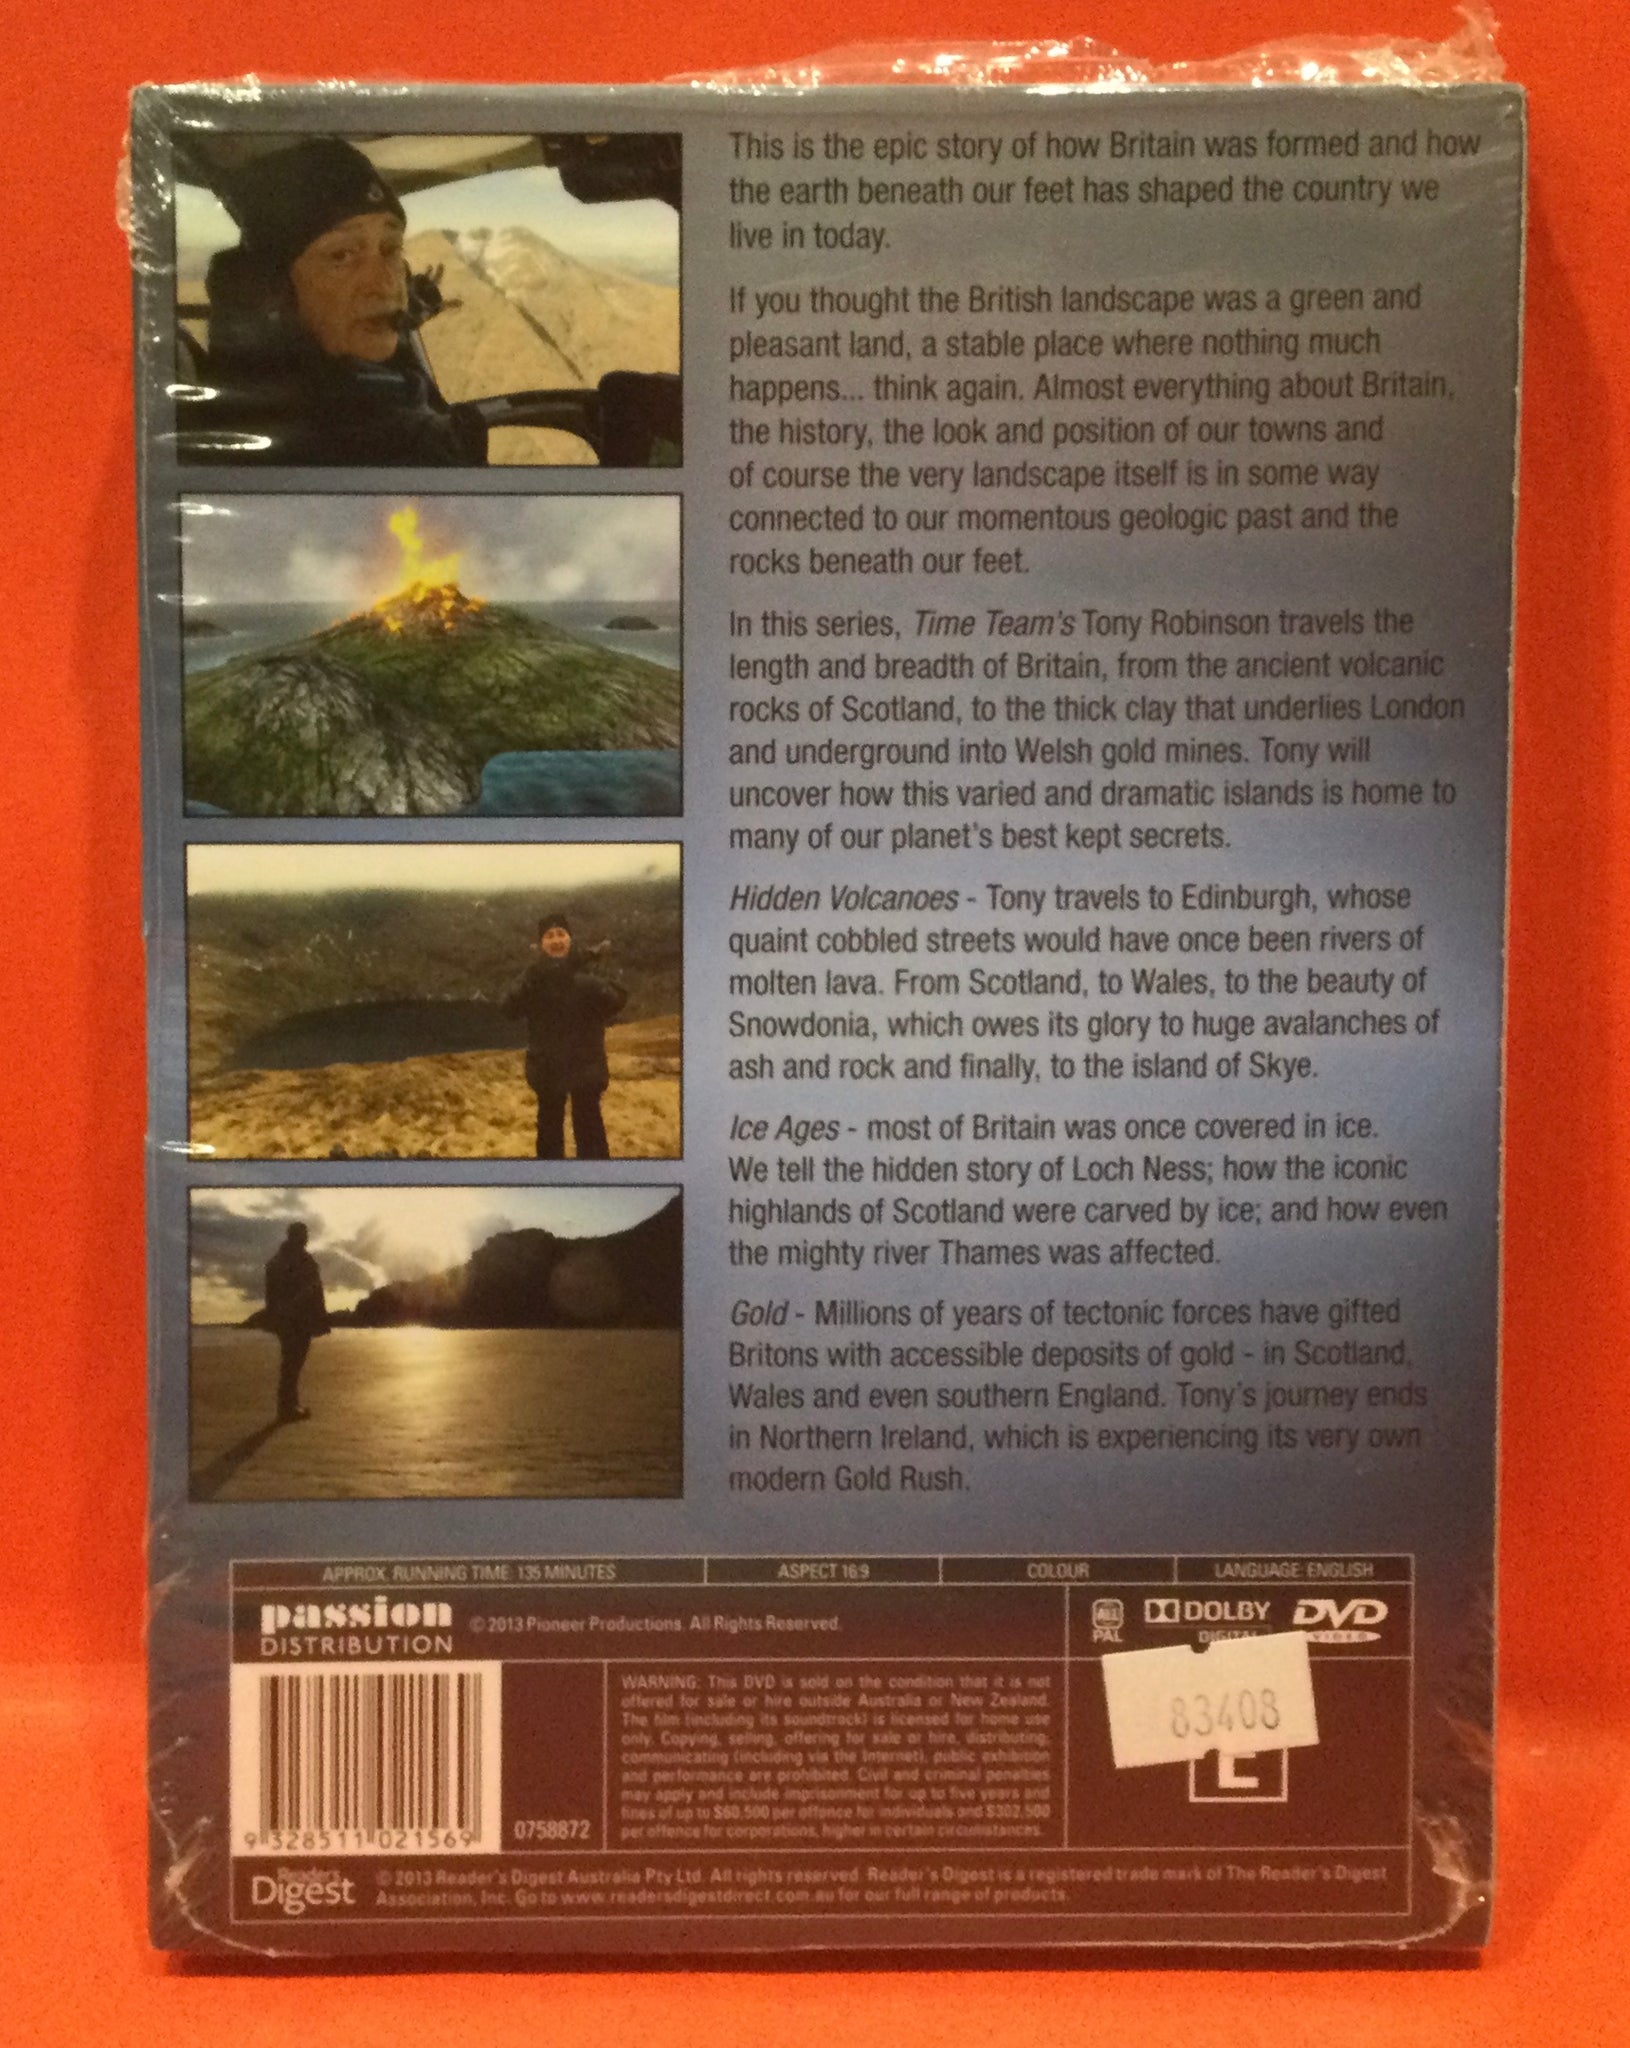 This is the epic story of how Britain was formed and how
the earth beneath our feet has shaped the country we
live in today.
If you thought the British landscape was a green and
pleasant land, a stable place where nothing much
happens... think again. Almost everything about Britain,
the history, the look and position of our towns and
of course the very landscape itself is in some way
connected to our momentous geologic past and the
rocks beneath our feet.
In this series, Time Team's Tony Robinson travels the
length and breadth of Britain, from the ancient volcanic
rocks of Scotland, to the thick clay that underlies London
and underground into Welsh gold mines. Tony will
uncover how this varied and dramatic islands is home to
many of our planet's best kept secrets.
Hidden Volcanoes - Tony travels to Edinburgh, whose
quaint cobbled streets would have once been rivers of
molten lava. From Scotland, to Wales, to the beauty of
Snowdonia, which owes its glory to huge avalanches of
ash and rock and finally, to the island of Skye.
Ice Ages - most of Britain was once covered in ice.
We tell the hidden story of Loch Ness; how the iconic
highlands of Scotland were carved by ice; and how even
the mighty river Thames was affected.
Gold - Millions of years of tectonic forces have gifted
Britons with accessible deposits of gold - in Scotland,
Wales and even southern England. Tony's journey ends
in Northern Ireland, which is experiencing its very own
modern Gold Rush.
APPROX. RUNNING TIME: 135 MINUTES ASPECT 16:9 COLOUR LANGUAGE: ENGLISH
passion
DISTRIBUTION
© 2013 Pioneer Productions. All Rights Reserved.
PAL
DOLBY
DIGITAL
DVD
VIDEO
WARNING: This DVD is sold on the condition that it is not
offered for sale or hire outside Australia or New Zealand.
The film (including its soundtrack) is licensed for home use
only. Copying, selling, offering for sale or hire, distributing,
communicating (including via the Internet), public exhibition
and performance are prohibited. Civil and criminal penalties
may apply and include imprisonment for up to five years and
fines of up to $60,500 per offence for individuals and $302,500
per offence for corporations, higher in certain circumstances.
83408
E
9 328511 021569
0758872
Readers
Digest
© 2013 Reader's Digest Australia Pty Ltd. All rights reserved. Reader's Digest is a registered trade mark of The Reader's Digest
Association, Inc. Go to www.readersdigestdirect.com.au for our full range of products.